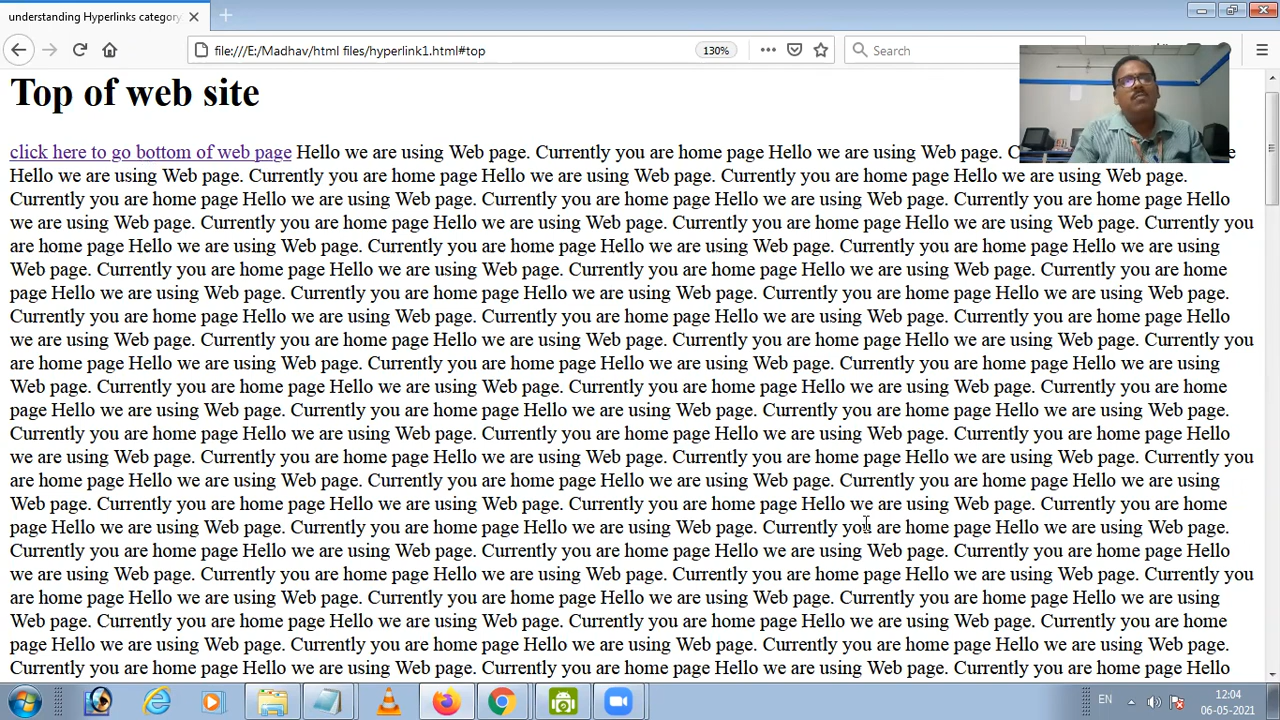 understanding Hyperlinks category
file:///E:/Madhav/html files/hyperlink1.html#top
130%
Search
Top of web site
click here to go bottom of web page Hello we are using Web page. Currently you are home page Hello we are using Web page. C
Hello we are using Web page. Currently you are home page Hello we are using Web page. Currently you are home page Hello we are using Web page.
Currently you are home page Hello we are using Web page. Currently you are home page Hello we are using Web page. Currently you are home page Hello
we are using Web page. Currently you are home page Hello we are using Web page. Currently you are home page Hello we are using Web page. Currently you
are home page Hello we are using Web page. Currently you are home page Hello we are using Web page. Currently you are home page Hello we are using
Web page. Currently you are home page Hello we are using Web page. Currently you are home page Hello we are using Web page. Currently you are home
page Hello we are using Web page. Currently you are home page Hello we are using Web page. Currently you are home page Hello we are using Web page.
Currently you are home page Hello we are using Web page. Currently you are home page Hello we are using Web page. Currently you are home page Hello
we are using Web page. Currently you are home page Hello we are using Web page. Currently you are home page Hello we are using Web page. Currently you
are home page Hello we are using Web page. Currently you are home page Hello we are using Web page. Currently you are home page Hello we are using
Web page. Currently you are home page Hello we are using Web page. Currently you are home page Hello we are using Web page. Currently you are home
page Hello we are using Web page. Currently you are home page Hello we are using Web page. Currently you are home page Hello we are using Web page.
Currently you are home page Hello we are using Web page. Currently you are home page Hello we are using Web page. Currently you are home page Hello
we are using Web page. Currently you are home page Hello we are using Web page. Currently you are home page Hello we are using Web page. Currently you
are home page Hello we are using Web page. Currently you are home page Hello we are using Web page. Currently you are home page Hello we are using
Web page. Currently you are home page Hello we are using Web page. Currently you are home page Hello we are using Web page. Currently you are home
page Hello we are using Web page. Currently you are home page Hello we are using Web page. Currently you are home page Hello we are using Web page.
Currently you are home page Hello we are using Web page. Currently you are home page Hello we are using Web page. Currently you are home page Hello
we are using Web page. Currently you are home page Hello we are using Web page. Currently you are home page Hello we are using Web page. Currently you
are home page Hello we are using Web page. Currently you are home page Hello we are using Web page. Currently you are home page Hello we are using
Web page. Currently you are home page Hello we are using Web page. Currently you are home page Hello we are using Web page. Currently you are home
page Hello we are using Web page. Currently you are home page Hello we are using Web page. Currently you are home page Hello we are using Web page.
Currently you are home page Hello we are using Web page. Currently you are home page Hello we are using Web page. Currently you are home page Hello
EN
12:04
06-05-2021